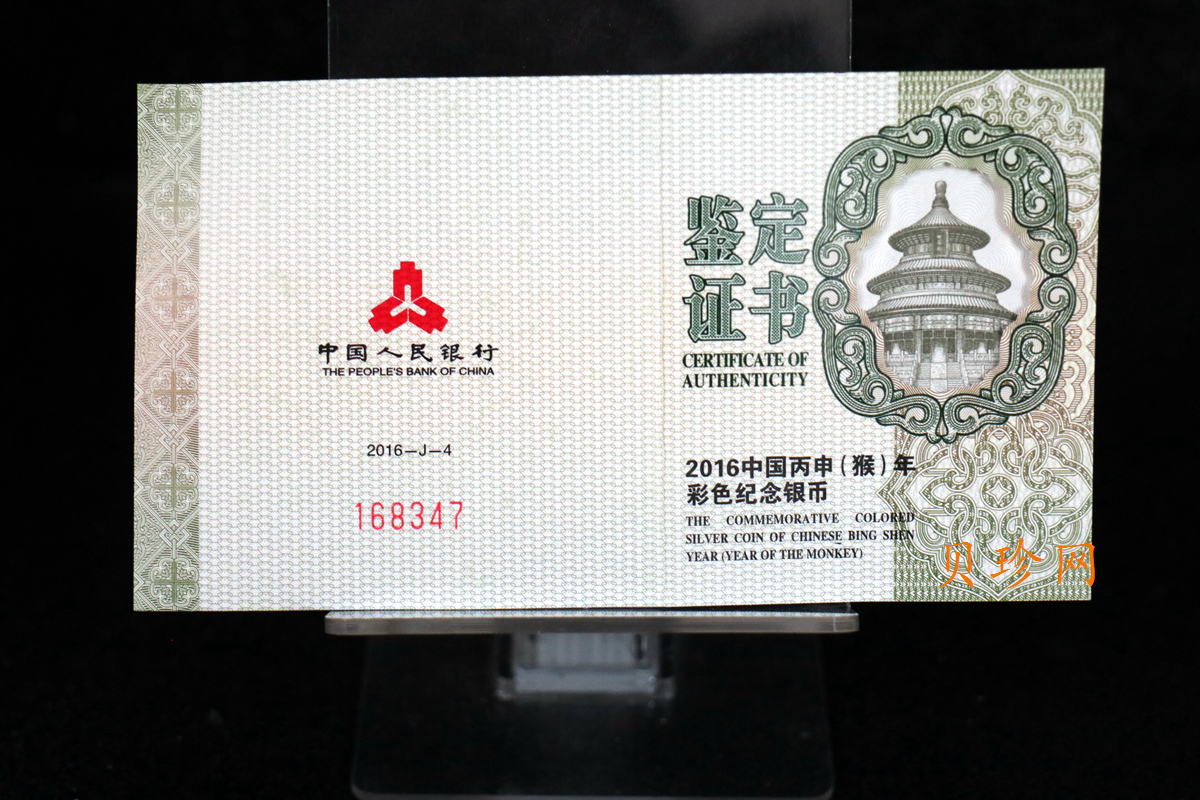 中国人民银行
THE PEOPLE'S BANK OF CHINA
2016-J-4
168347
鉴定
证书
CERTIFICATE OF
AUTHENTICITY
2016中国丙申(猴)年
彩色纪念银币
THE COMMEMORATIVE COLORED
SILVER COIN OF CHINESE BING SHEN
YEAR (YEAR OF THE MONKEY)
贝珍网